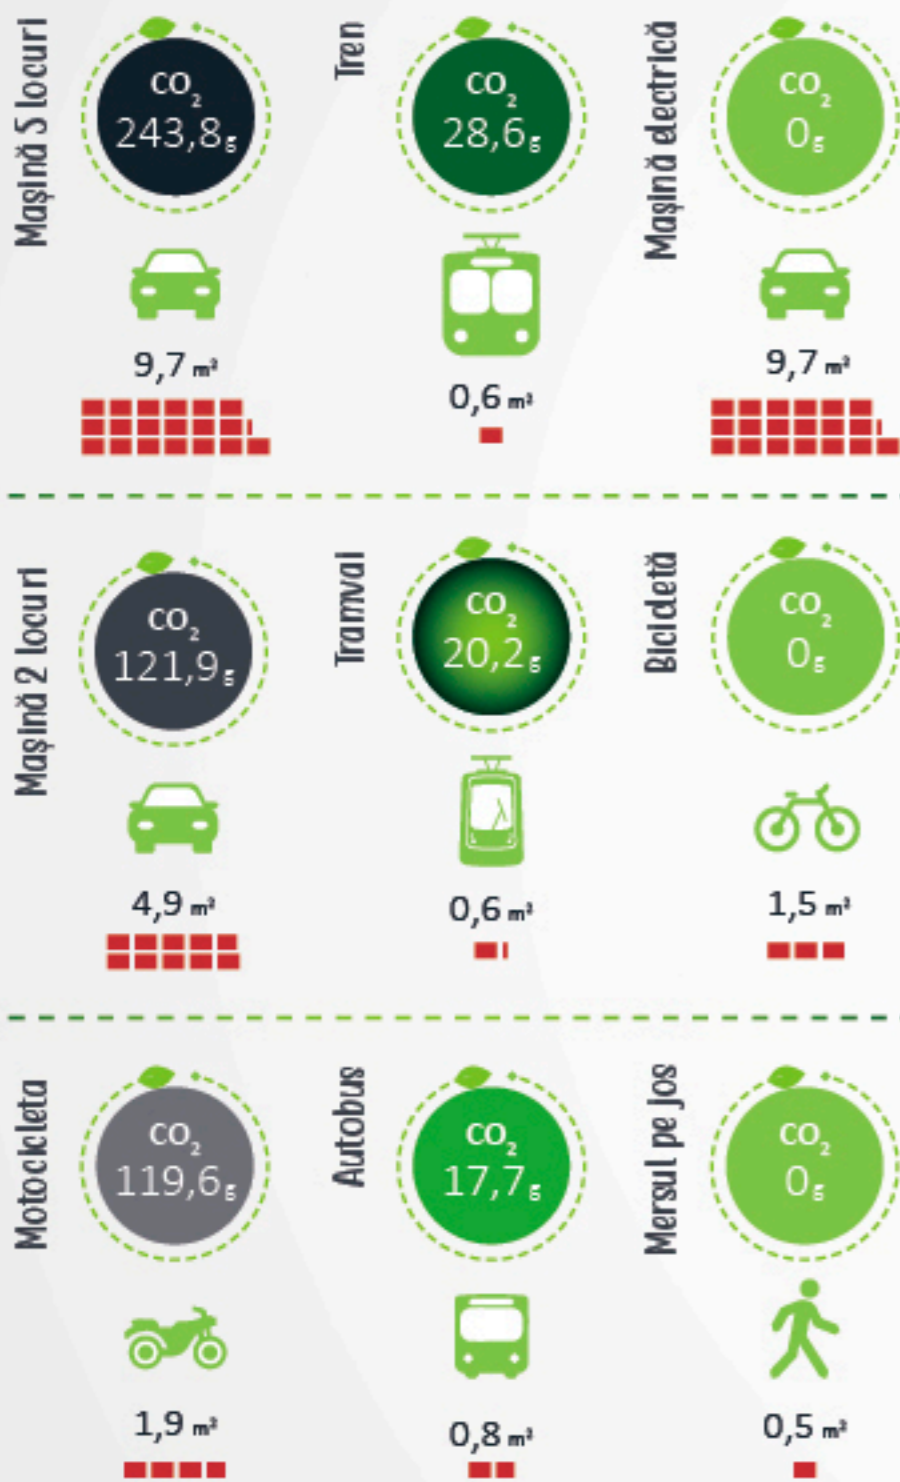 Mașină 5 locuri
CO₂
243,8g
9,7 m²
Tren
CO₂
28,6g
0,6 m²
Mașină electrică
CO₂
0g
9,7 m²
Mașină 2 locuri
CO₂
121,9g
4,9 m²
Tramvai
CO₂
20,2g
0,6 m²
Bicicletă
CO₂
0g
1,5 m²
Motocicleta
CO₂
119,6g
1,9 m²
Autobus
CO₂
17,7g
0,8 m²
Mersul pe jos
CO₂
0g
0,5 m²